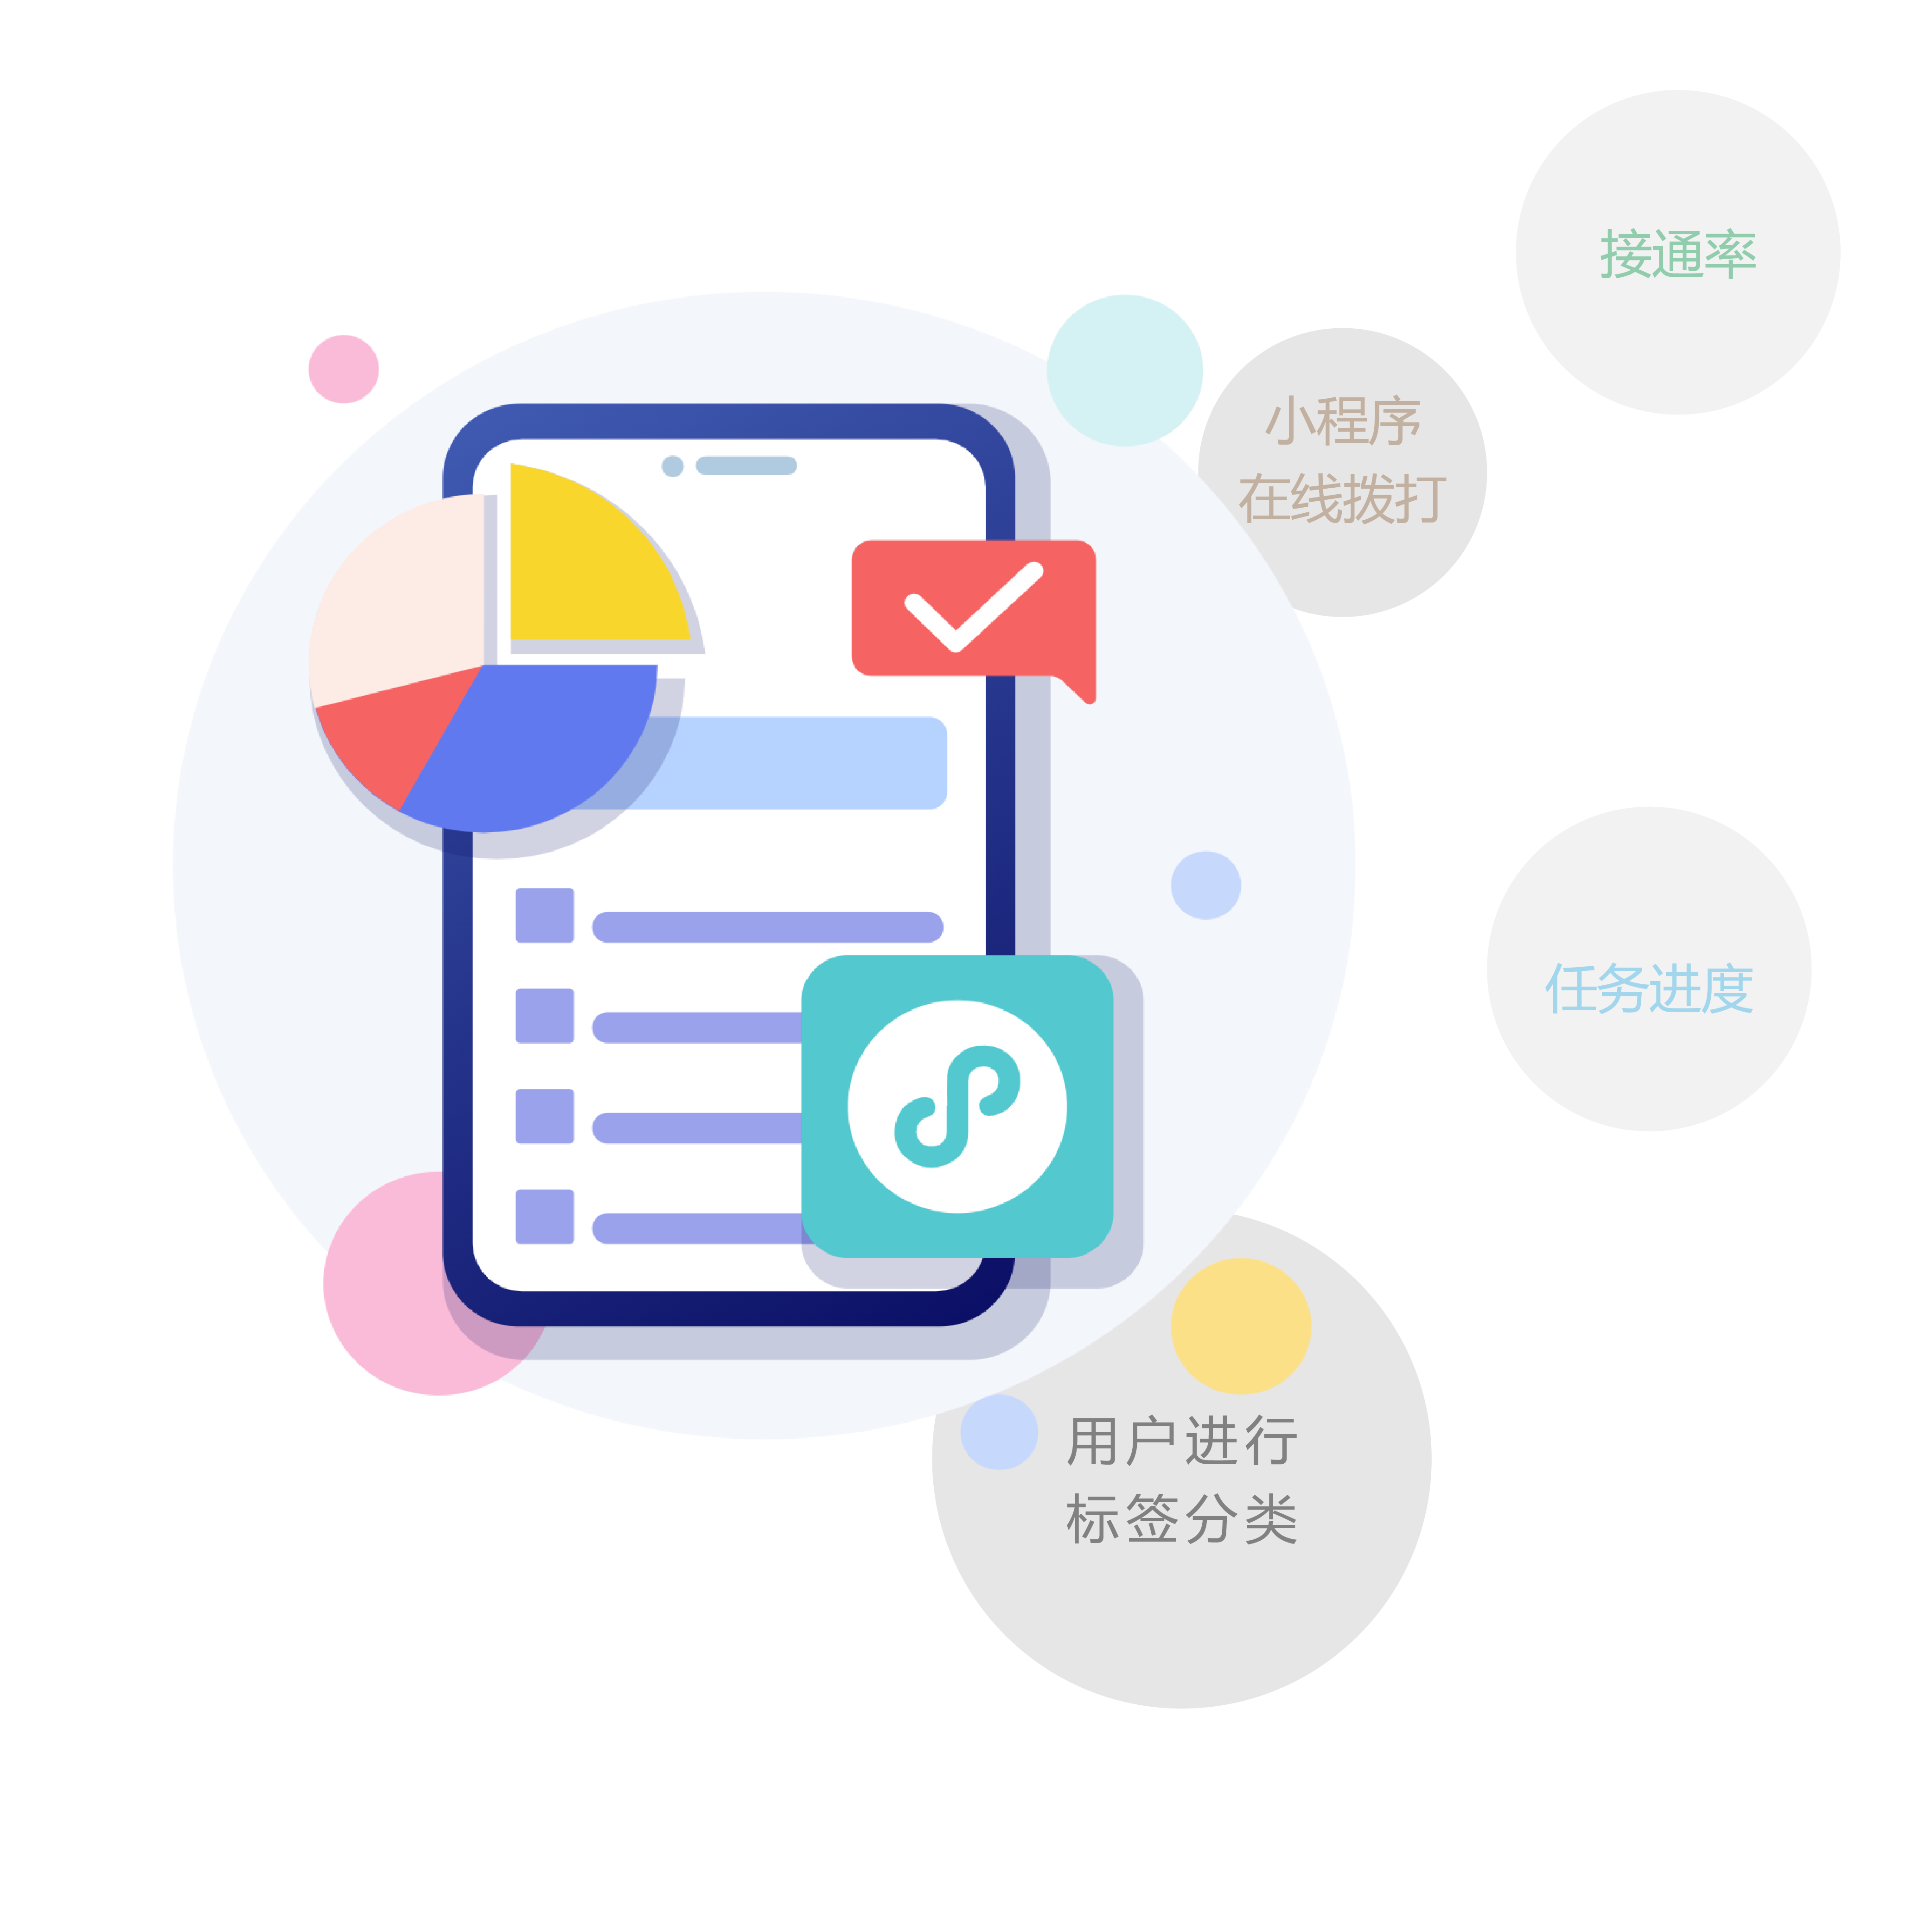 接通率
小程序
在线拨打
任务进度
用户进行
标签分类